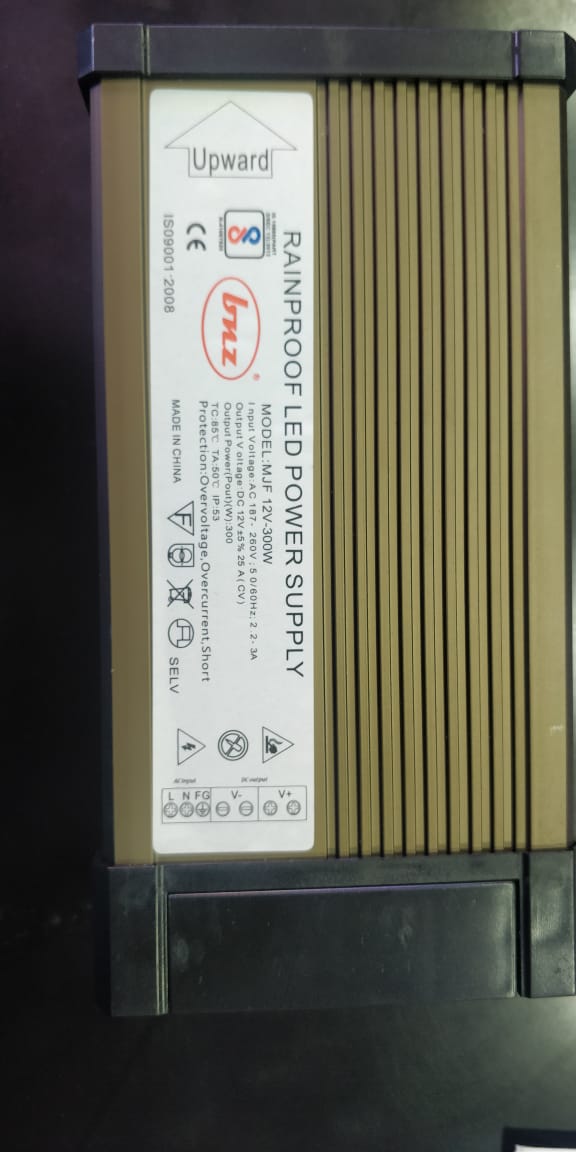 Upward
RAINPROOF LED POWER SUPPLY
bnz
®
CE
ISO9001:2008
MODEL:MJF 12V-300W
Input Voltage:AC 187- 260V; 50/60Hz; 2.2- 3A
Output Voltage:DC 12V±5% 25A(CV)
Output Power(Pout)(W):300
TC:85℃ TA:50℃ IP:53
Protection:Overvoltage,Overcurrent,Short
MADE IN CHINA
F
SELV
AC input
DC output
L N FG V- V+